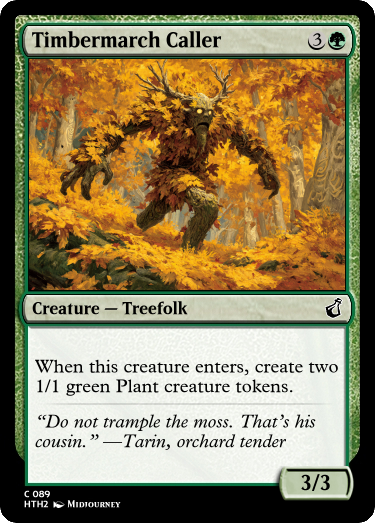 Timbermarch Caller 3
Creature — Treefolk
When this creature enters, create two
1/1 green Plant creature tokens.
“Do not trample the moss. That’s his
cousin.” —Tarin, orchard tender
3/3
C 089
HTH2 Midjourney